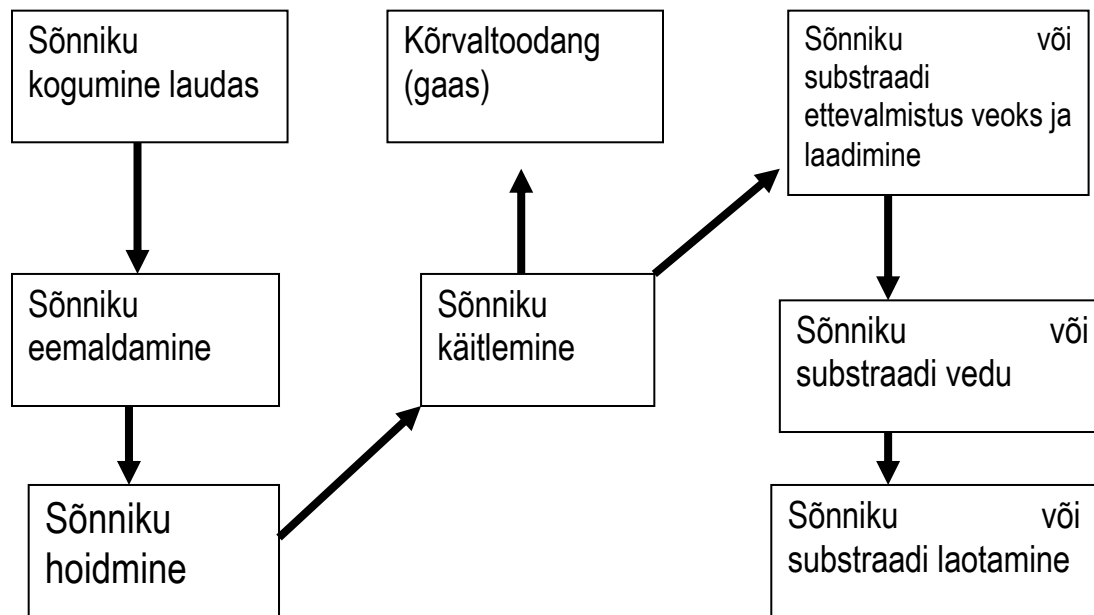 Sõnniku
kogumine laudas
Sõnniku
eemaldamine
Sõnniku
hoidmine
Kõrvaltoodang
(gaas)
Sõnniku
käitlemine
Sõnniku või
substraadi
ettevalmistus veoks ja
laadimine
Sõnniku või
substraadi vedu
Sõnniku või
substraadi laotamine